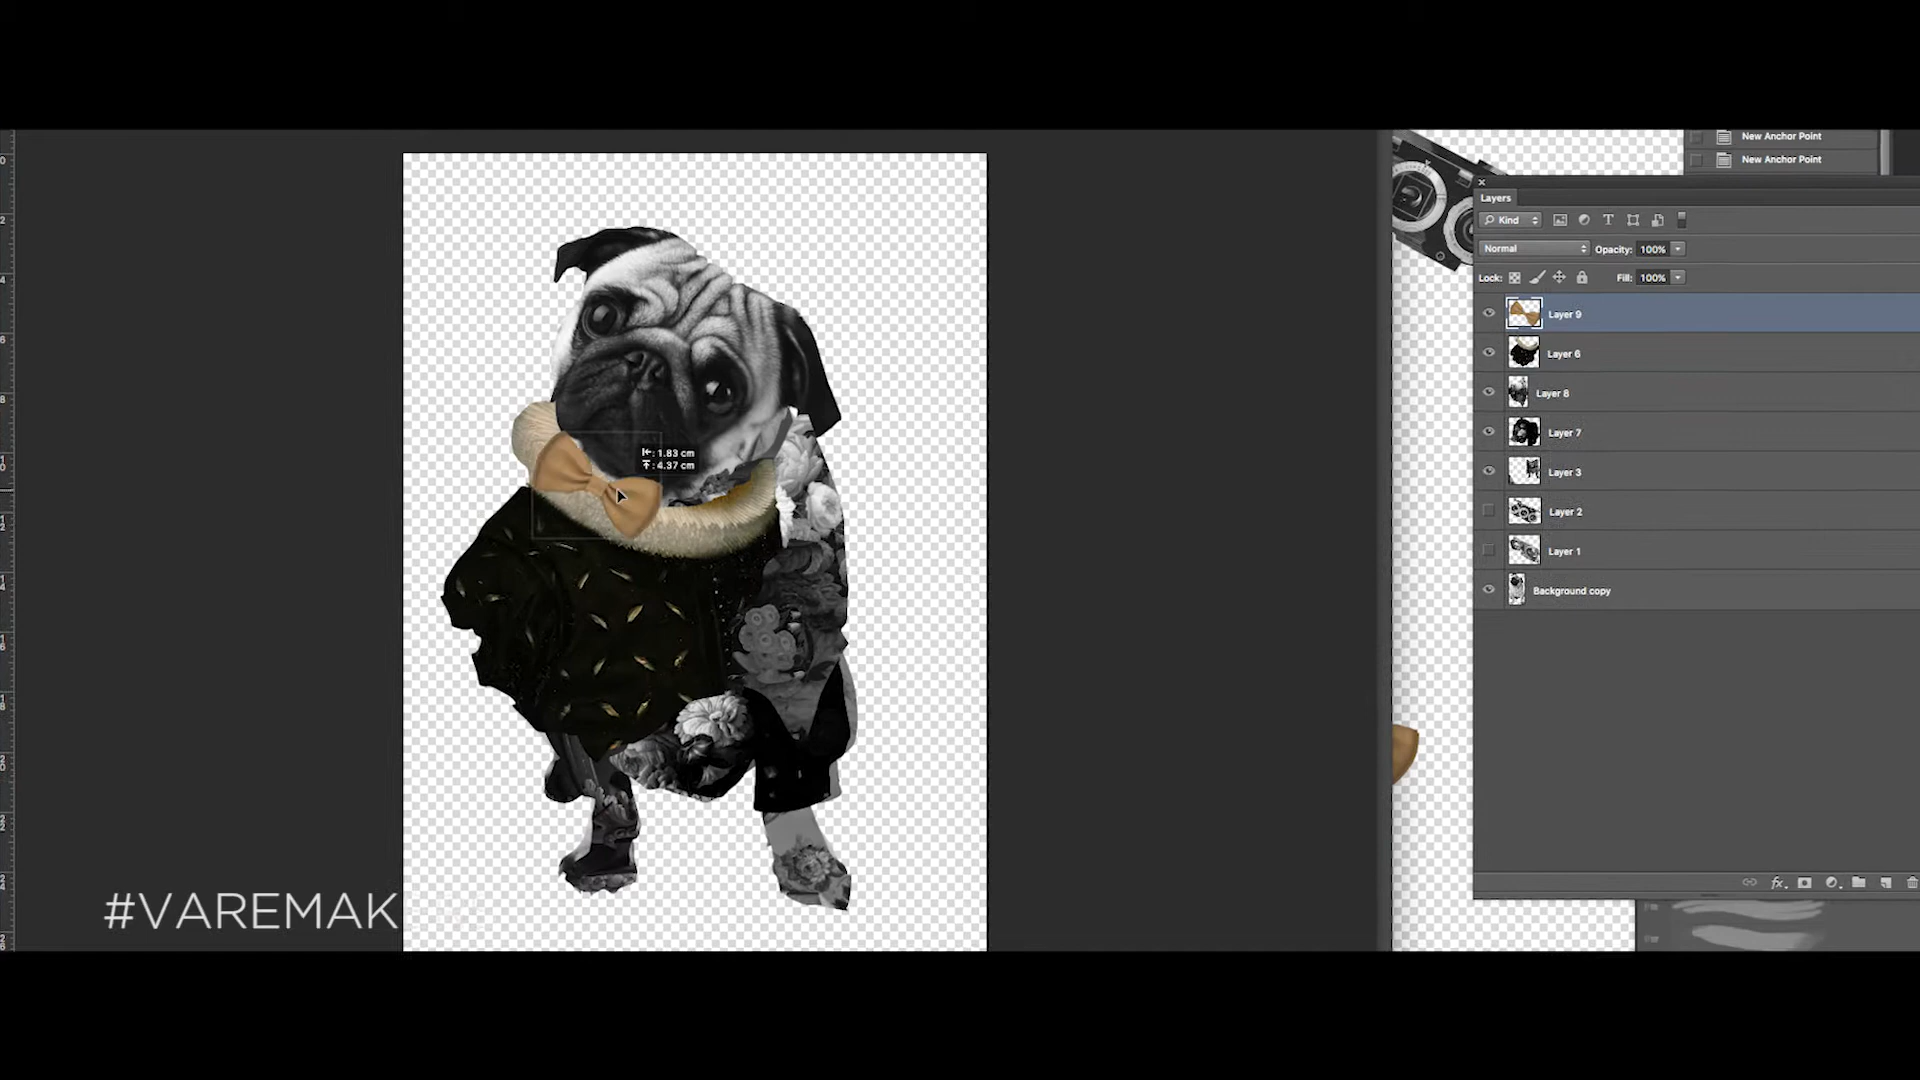 New Anchor Point
New Anchor Point
Layers
Kind
Normal
Opacity: 100%
Lock:
Fill: 100%
Layer 9
Layer 6
Layer 8
Layer 7
Layer 3
Layer 2
Layer 1
Background copy
: 1.83 cm
: 4.37 cm
#VAREMAK